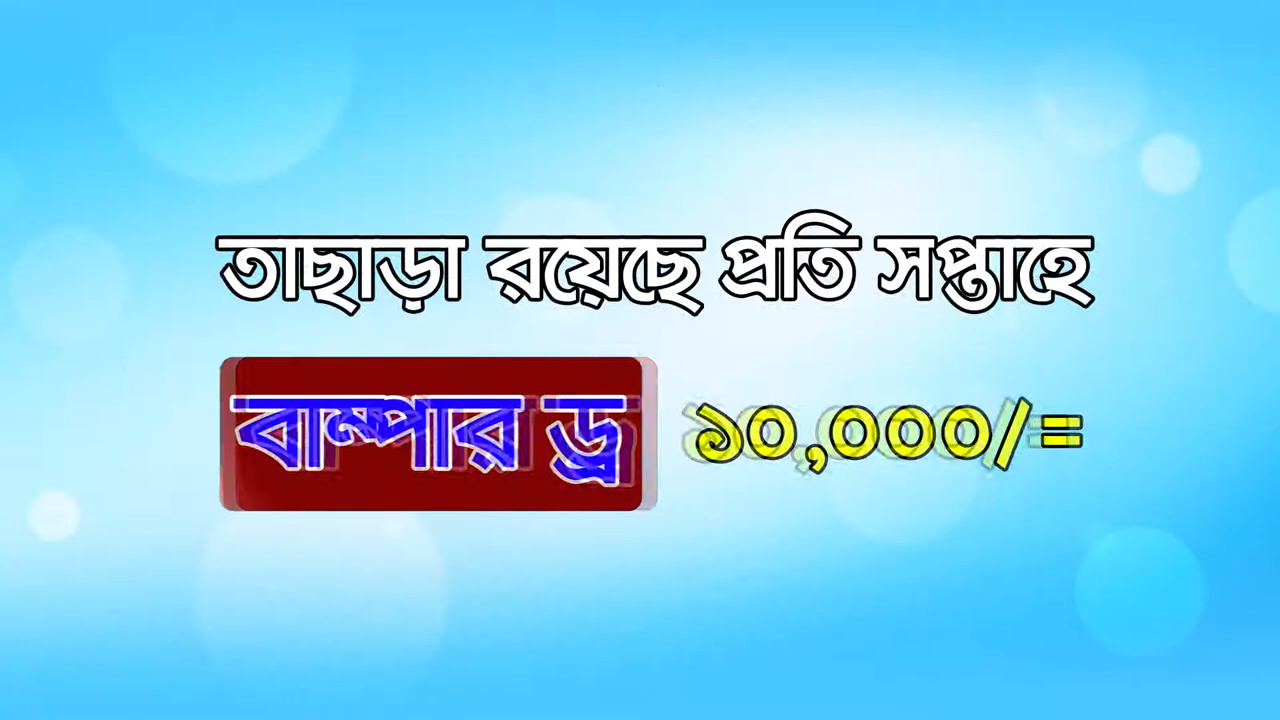 তাছাড়া রয়েছে প্রতি সপ্তাহে
বাম্পার ড্র ১০,০০০/=